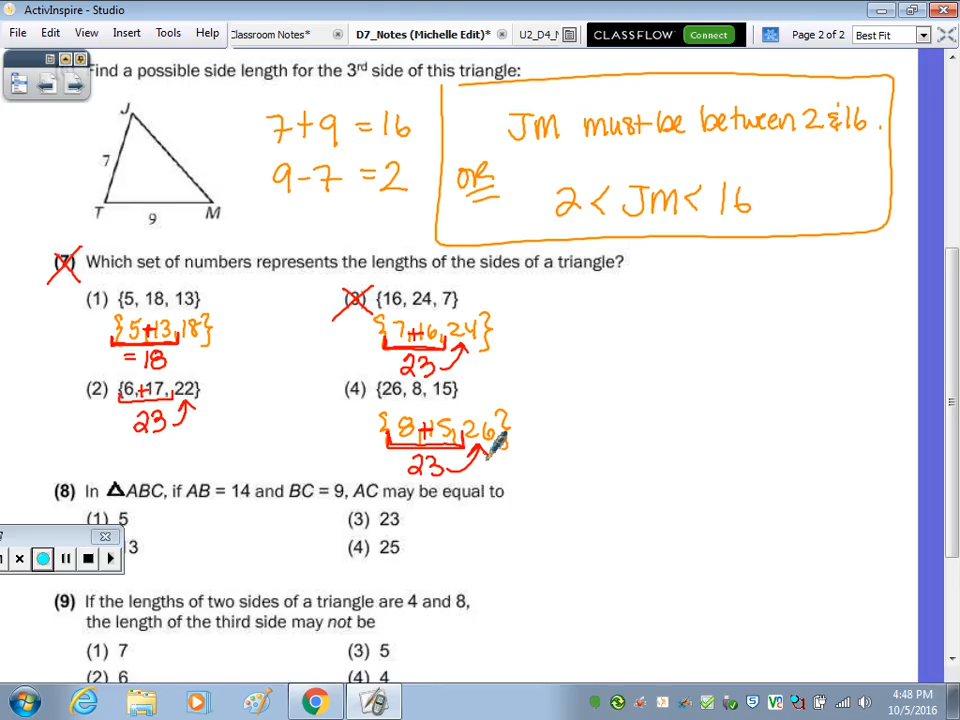 ActivInspire - Studio
File Edit View Insert Tools Help Classroom Notes* D7_Notes (Michelle Edit)* U2_D4_N CLASSFLOW Connect Page 2 of 2 Best Fit
Find a possible side length for the 3rd side of this triangle:
J
7
T
9
M
7+9 = 16
9-7 = 2
JM must be between 2 & 16.
OR
2 < JM < 16
(7) Which set of numbers represents the lengths of the sides of a triangle?
(1) {5, 18, 13}
{5+13, 18}
= 18
(3) {16, 24, 7}
{7+16, 24}
23
(2) {6,+17, 22}
23
(4) {26, 8, 15}
{8+15, 26}
23
(8) In △ABC, if AB = 14 and BC = 9, AC may be equal to
(1) 5
(3) 23
13
(4) 25
(9) If the lengths of two sides of a triangle are 4 and 8,
the length of the third side may not be
(1) 7
(3) 5
(2) 6
(4) 4
4:48 PM
10/5/2016